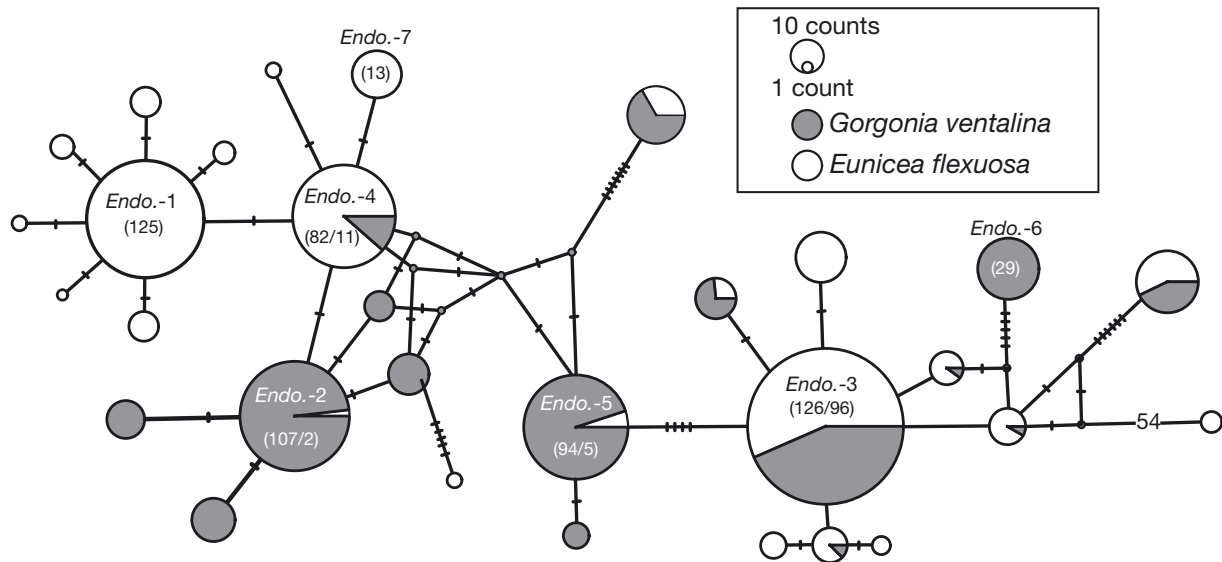 10 counts
1 count
Gorgonia ventalina
Eunicea flexuosa
Endo.-7
(13)
Endo.-1
(125)
Endo.-4
(82/11)
Endo.-6
(29)
Endo.-2
(107/2)
Endo.-5
(94/5)
Endo.-3
(126/96)
54